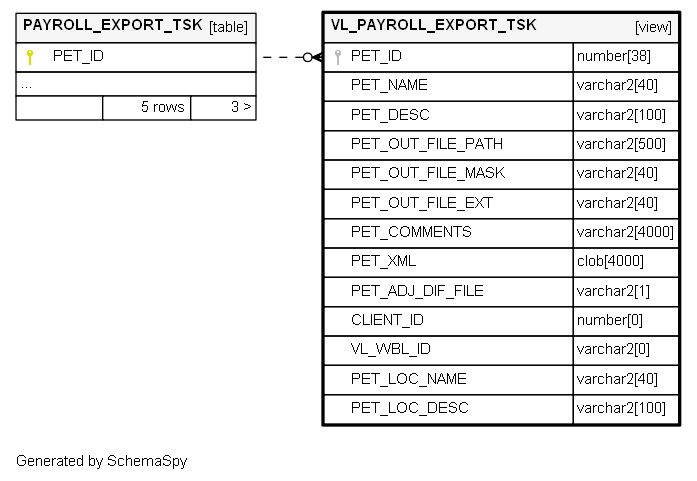 PAYROLL_EXPORT_TSK [table]
PET_ID
...
5 rows 3 >
VL_PAYROLL_EXPORT_TSK [view]
PET_ID number[38]
PET_NAME varchar2[40]
PET_DESC varchar2[100]
PET_OUT_FILE_PATH varchar2[500]
PET_OUT_FILE_MASK varchar2[40]
PET_OUT_FILE_EXT varchar2[40]
PET_COMMENTS varchar2[4000]
PET_XML clob[4000]
PET_ADJ_DIF_FILE varchar2[1]
CLIENT_ID number[0]
VL_WBL_ID varchar2[0]
PET_LOC_NAME varchar2[40]
PET_LOC_DESC varchar2[100]
Generated by SchemaSpy